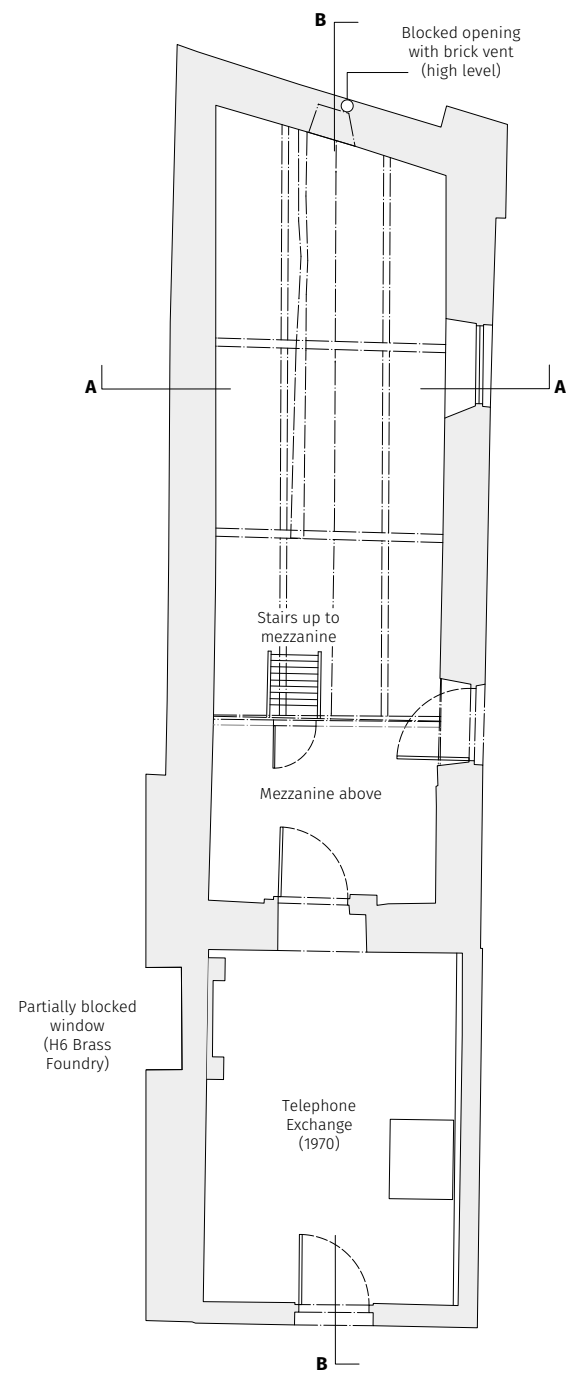 B
Blocked opening
with brick vent
(high level)
A
A
Stairs up to
mezzanine
Mezzanine above
Partially blocked
window
(H6 Brass
Foundry)
Telephone
Exchange
(1970)
B